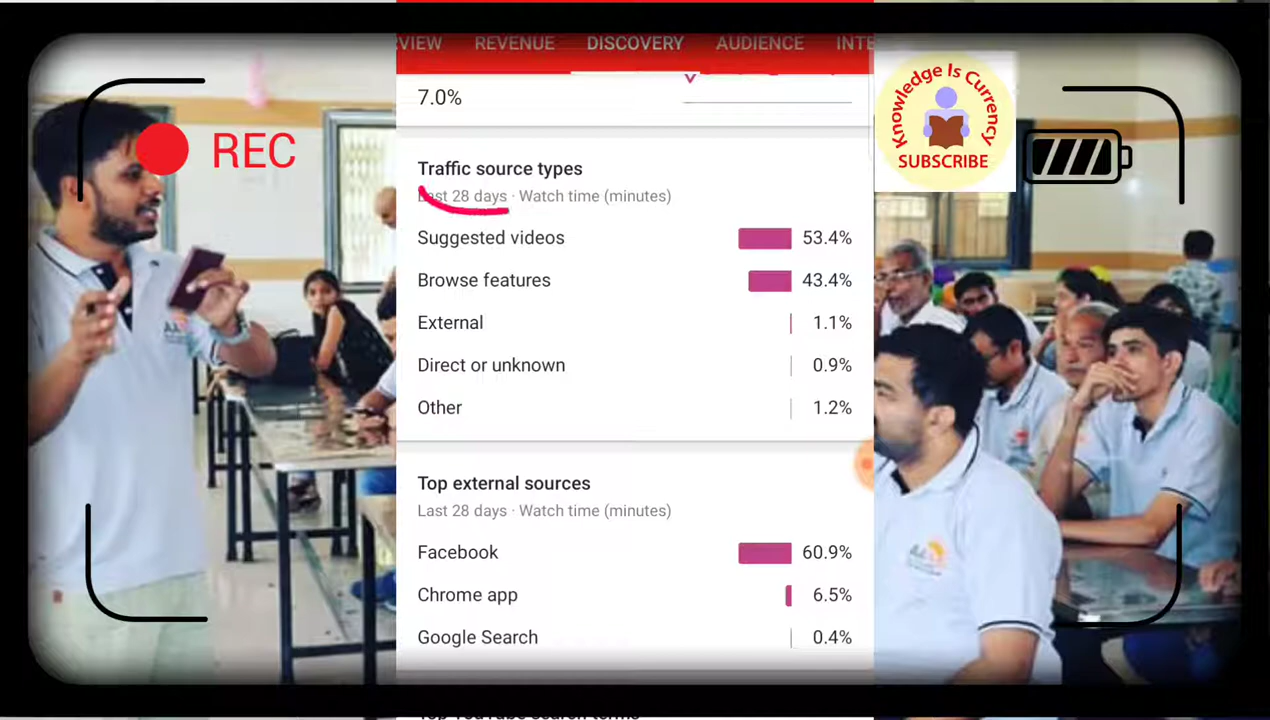 REVENUE
DISCOVERY
AUDIENCE
7.0%
REC
Knowledge Is Currency
SUBSCRIBE
Traffic source types
Last 28 days · Watch time (minutes)
Suggested videos 53.4%
Browse features 43.4%
External 1.1%
Direct or unknown 0.9%
Other 1.2%
Top external sources
Last 28 days · Watch time (minutes)
Facebook 60.9%
Chrome app 6.5%
Google Search 0.4%